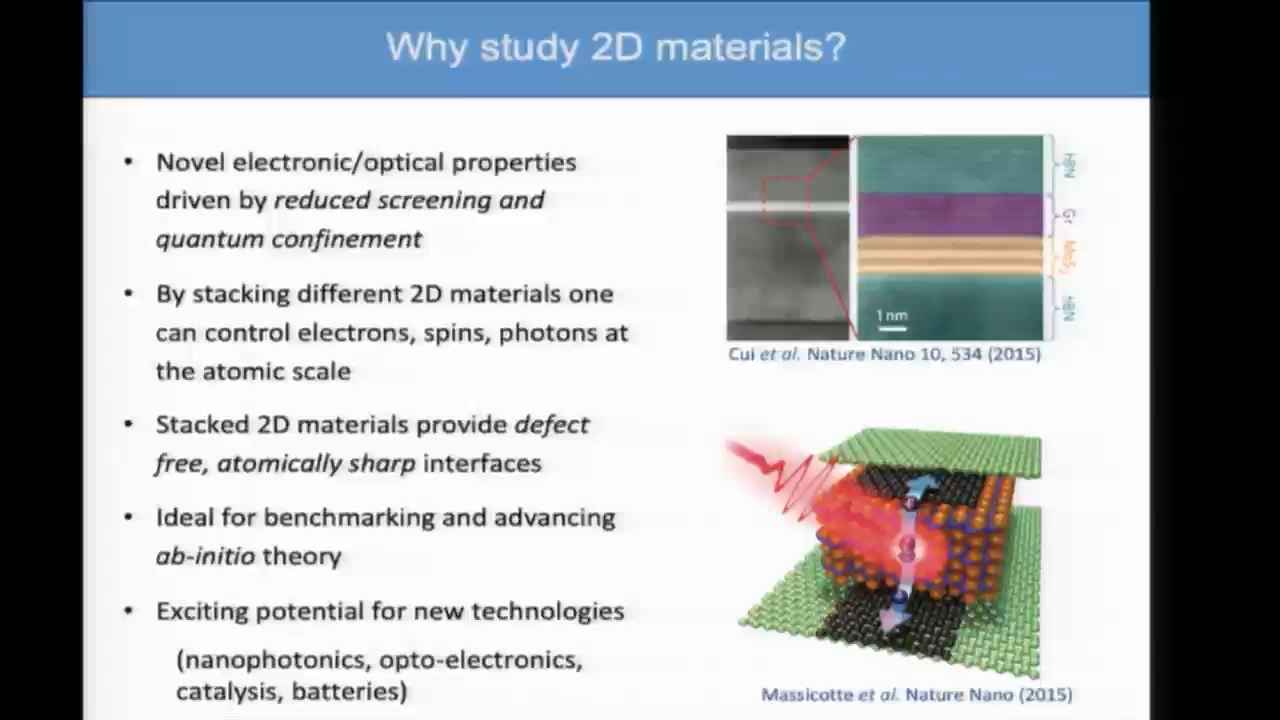 Why study 2D materials?
• Novel electronic/optical properties
driven by reduced screening and
quantum confinement
• By stacking different 2D materials one
can control electrons, spins, photons at
the atomic scale
• Stacked 2D materials provide defect
free, atomically sharp interfaces
• Ideal for benchmarking and advancing
ab-initio theory
• Exciting potential for new technologies
(nanophotonics, opto-electronics,
catalysis, batteries)
hBN
Gr
MoS₂
hBN
1 nm
Cui et al. Nature Nano 10, 534 (2015)
Massicotte et al. Nature Nano (2015)